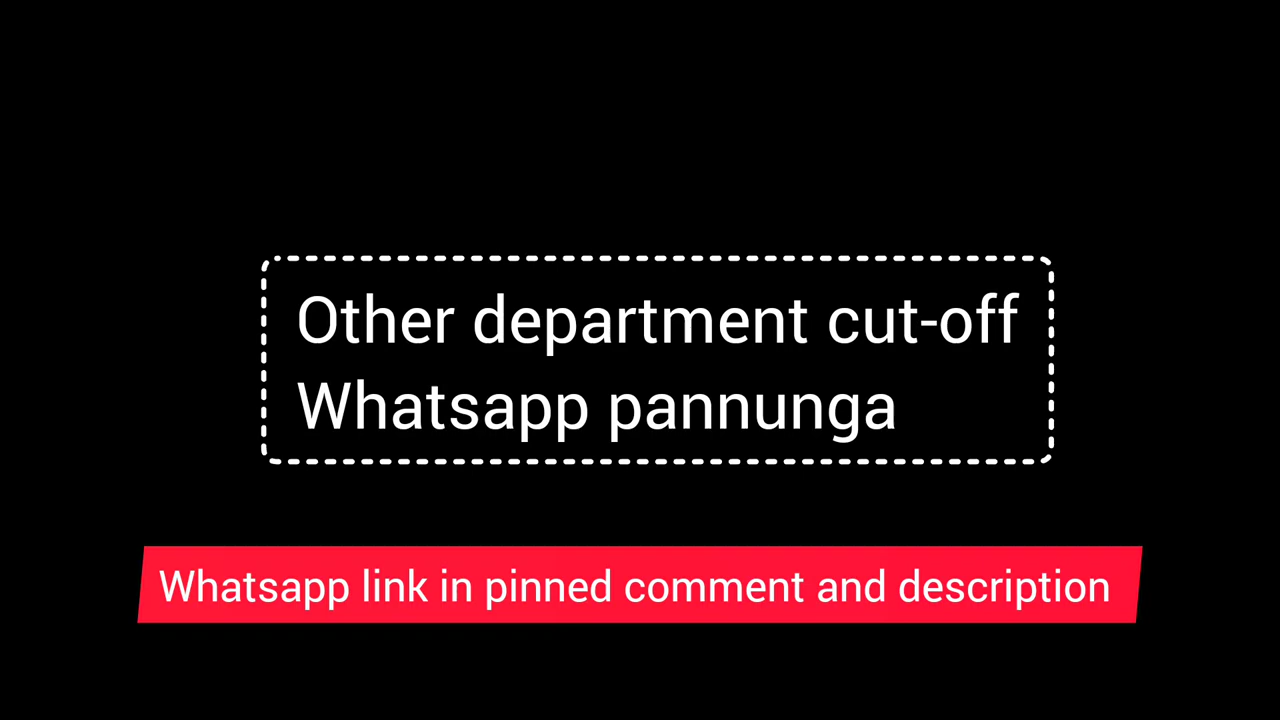 Other department cut-off
Whatsapp pannunga
Whatsapp link in pinned comment and description